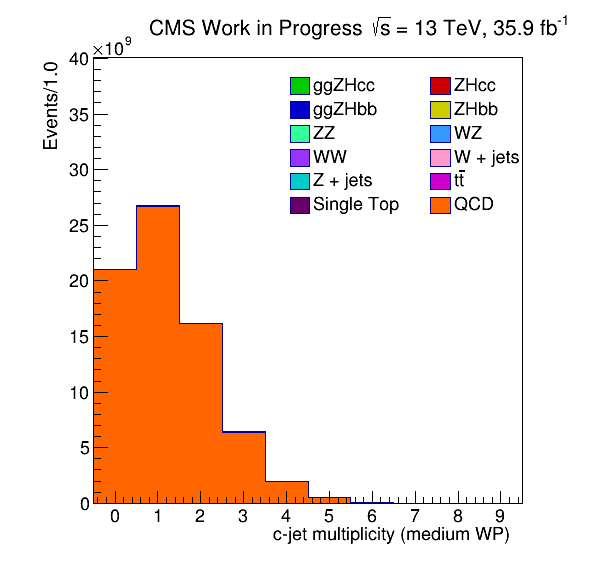 CMS Work in Progress √s = 13 TeV, 35.9 fb⁻¹
×10⁹
Events/1.0
40
35
30
25
20
15
10
5
0
ggZHcc ZHcc
ggZHbb ZHbb
ZZ WZ
WW W + jets
Z + jets tt̄
Single Top QCD
0 1 2 3 4 5 6 7 8 9
c-jet multiplicity (medium WP)